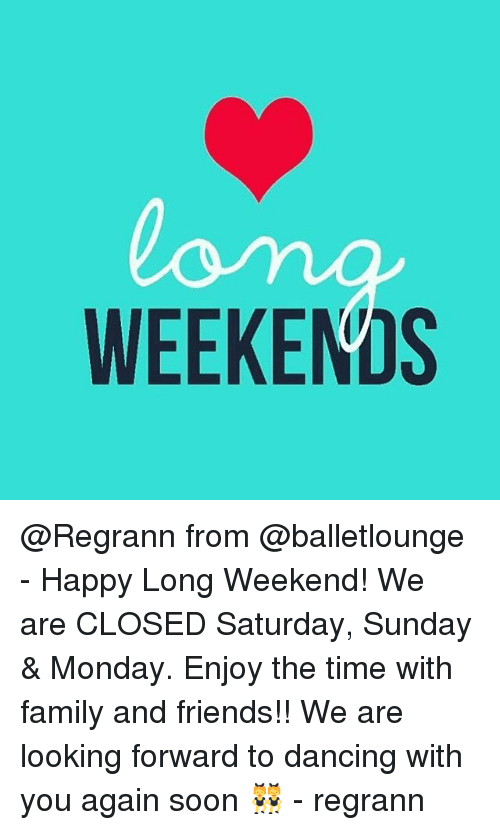 long
WEEKENDS
@Regrann from @balletlounge
- Happy Long Weekend! We
are CLOSED Saturday, Sunday
& Monday. Enjoy the time with
family and friends!! We are
looking forward to dancing with
you again soon 👯 - regrann